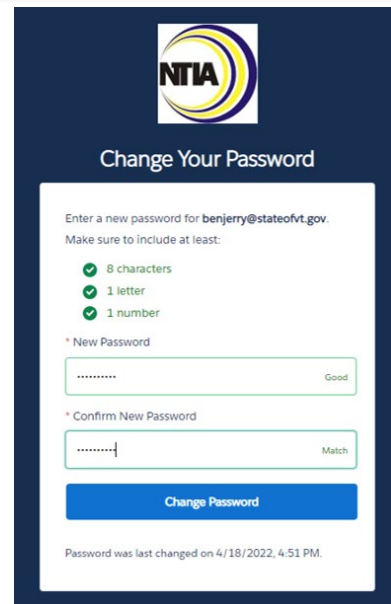 NTIA
Change Your Password
Enter a new password for benjerry@stateofvt.gov.
Make sure to include at least:
8 characters
1 letter
1 number
* New Password
•••••••••• Good
* Confirm New Password
•••••••••• Match
Change Password
Password was last changed on 4/18/2022, 4:51 PM.